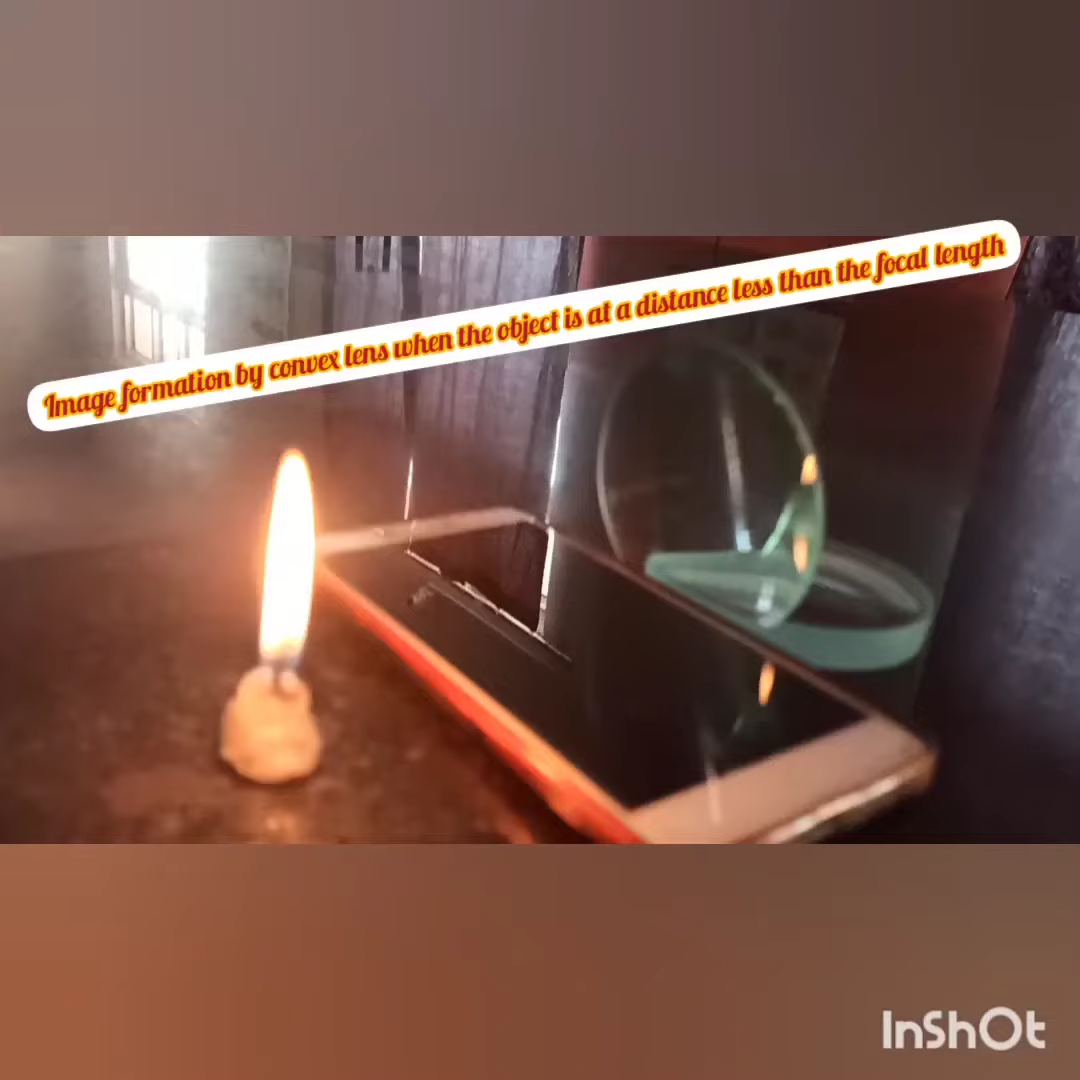 Image formation by convex lens when the object is at a distance less than the focal length
InShOt